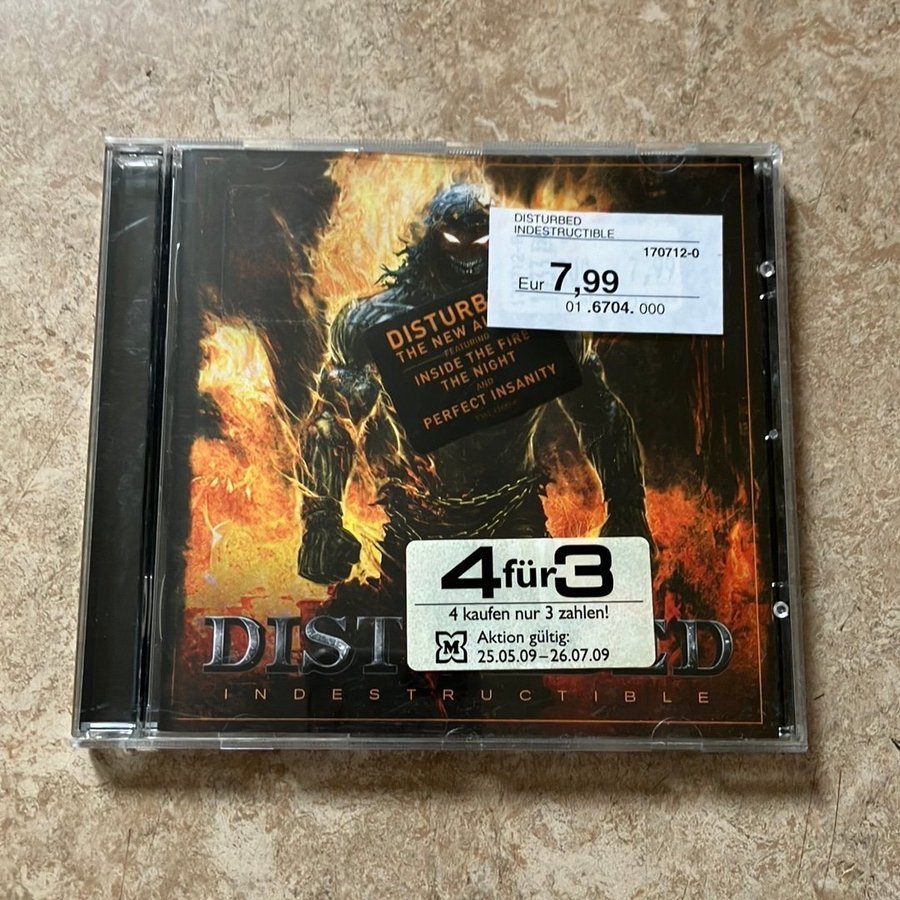 DISTURBED
INDESTRUCTIBLE
170712-0
Eur 7,99
01 .6704. 000
DISTURB
THE NEW A
FEATURING
INSIDE THE FIRE
THE NIGHT
AND
PERFECT INSANITY
4für3
4 kaufen nur 3 zahlen!
M Aktion gültig:
25.05.09 – 26.07.09
DIST ED
INDESTRUCTIBLE